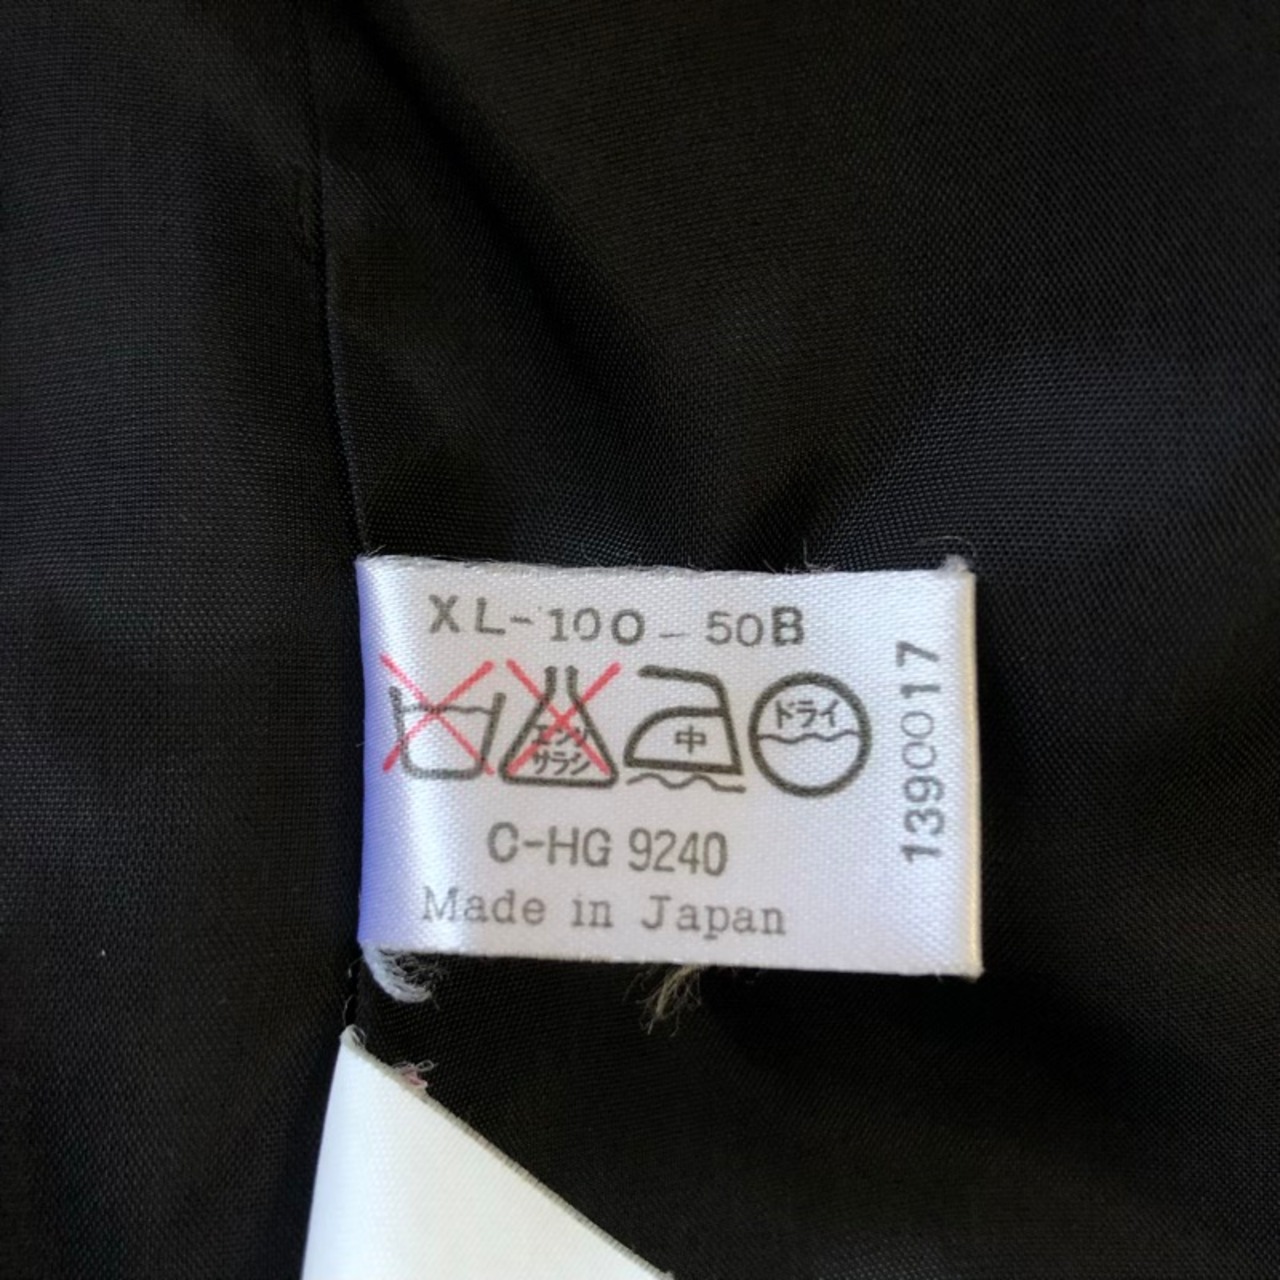 XL-100-50B
エンソ
サラシ
中
ドライ
C-HG 9240
Made in Japan
1390017